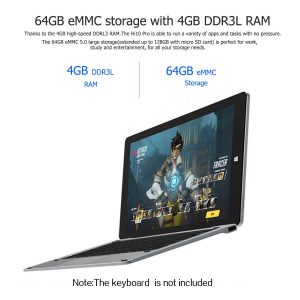 64GB eMMC storage with 4GB DDR3L RAM
Thanks to the 4GB high-speed DDRL3 RAM.The Hi10 Pro is able to run a variety of apps and tasks with no pressure.
The 64GB eMMC 5.0 large storage(extended up to 128GB with micro SD card) is perfect for work,
study and entertainment, for all your storage needs.
4GB DDR3L
RAM
64GB eMMC
Storage
TRACER
Note:The keyboard is not included